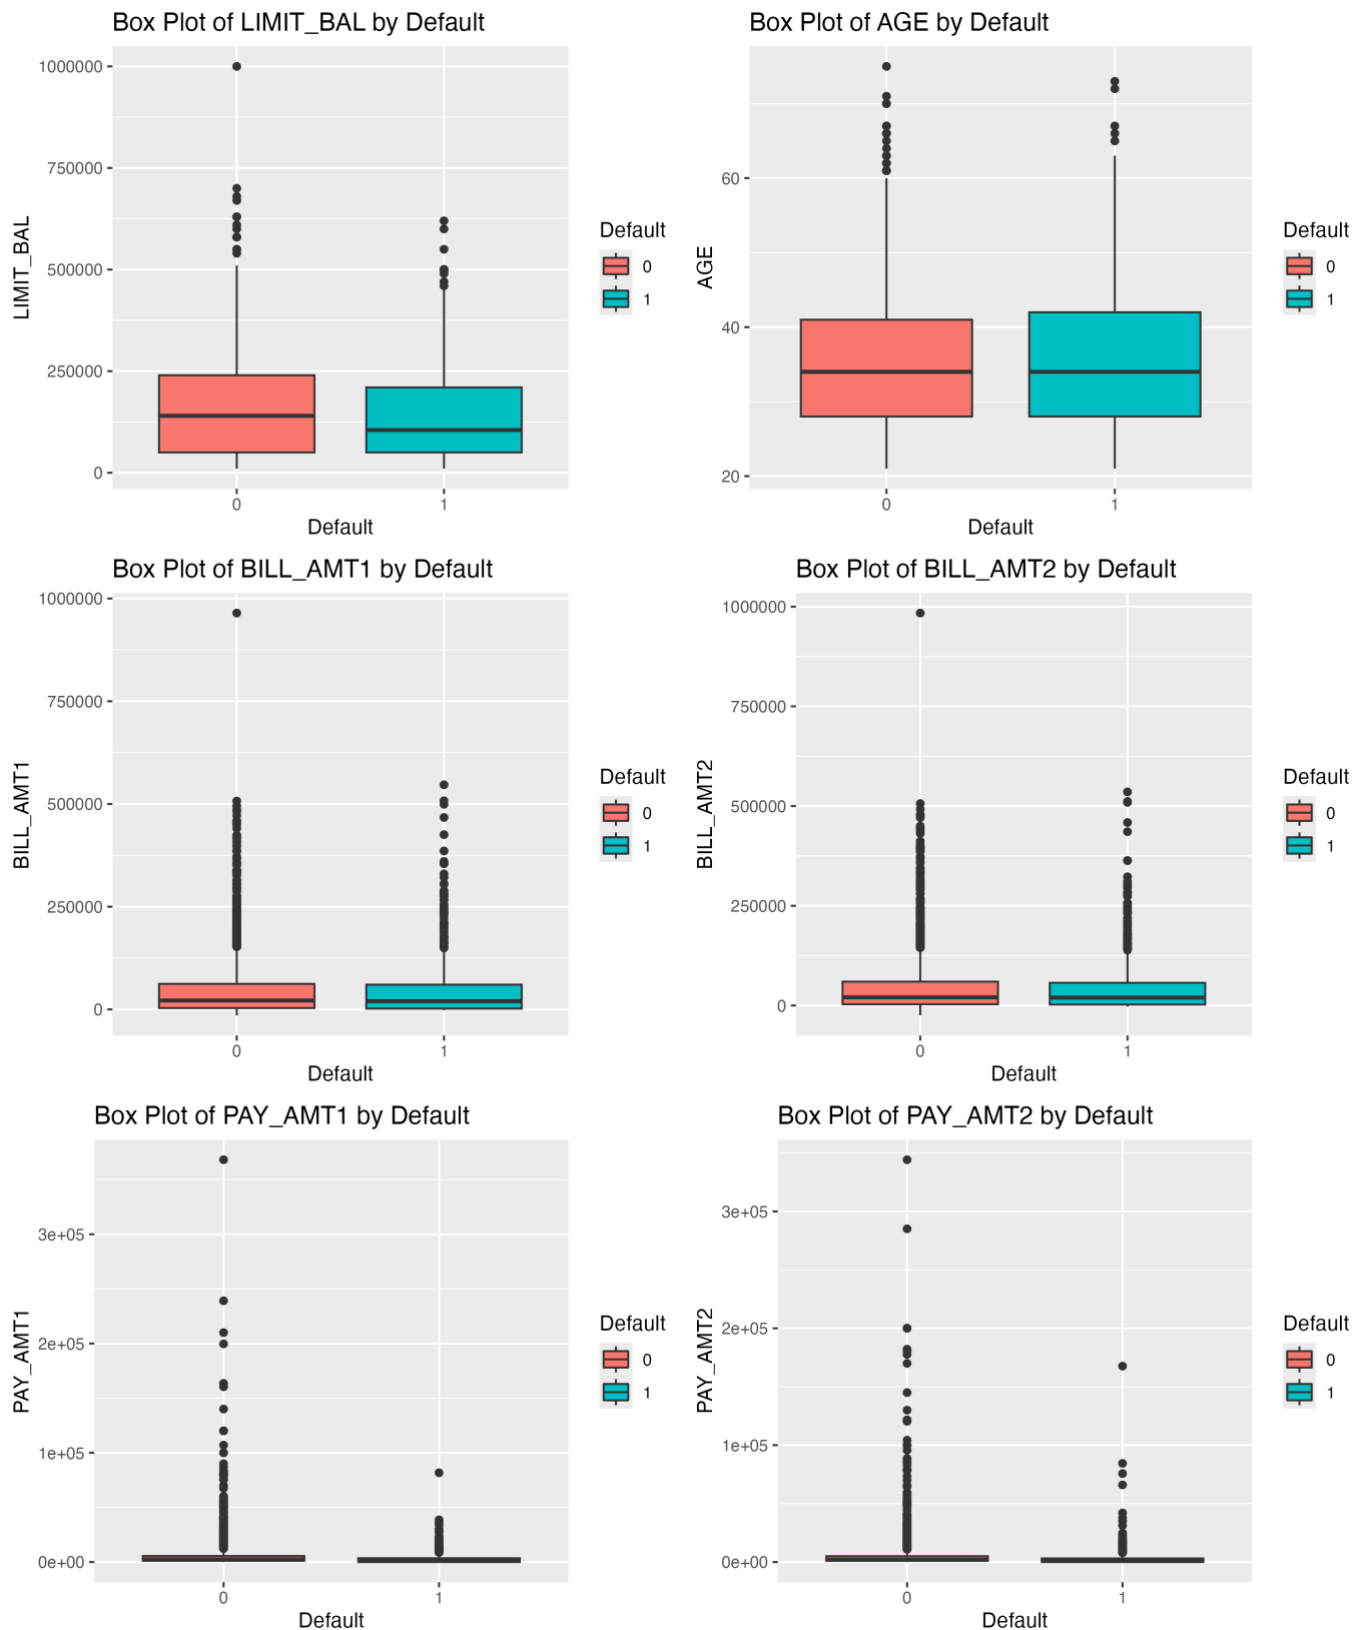 Box Plot of LIMIT_BAL by Default
1000000
750000
500000
250000
0
LIMIT_BAL
0 1
Default
Default
0
1
Box Plot of AGE by Default
60
40
20
AGE
0 1
Default
Default
0
1
Box Plot of BILL_AMT1 by Default
1000000
750000
500000
250000
0
BILL_AMT1
0 1
Default
Default
0
1
Box Plot of BILL_AMT2 by Default
1000000
750000
500000
250000
0
BILL_AMT2
0 1
Default
Default
0
1
Box Plot of PAY_AMT1 by Default
3e+05
2e+05
1e+05
0e+00
PAY_AMT1
0 1
Default
Default
0
1
Box Plot of PAY_AMT2 by Default
3e+05
2e+05
1e+05
0e+00
PAY_AMT2
0 1
Default
Default
0
1